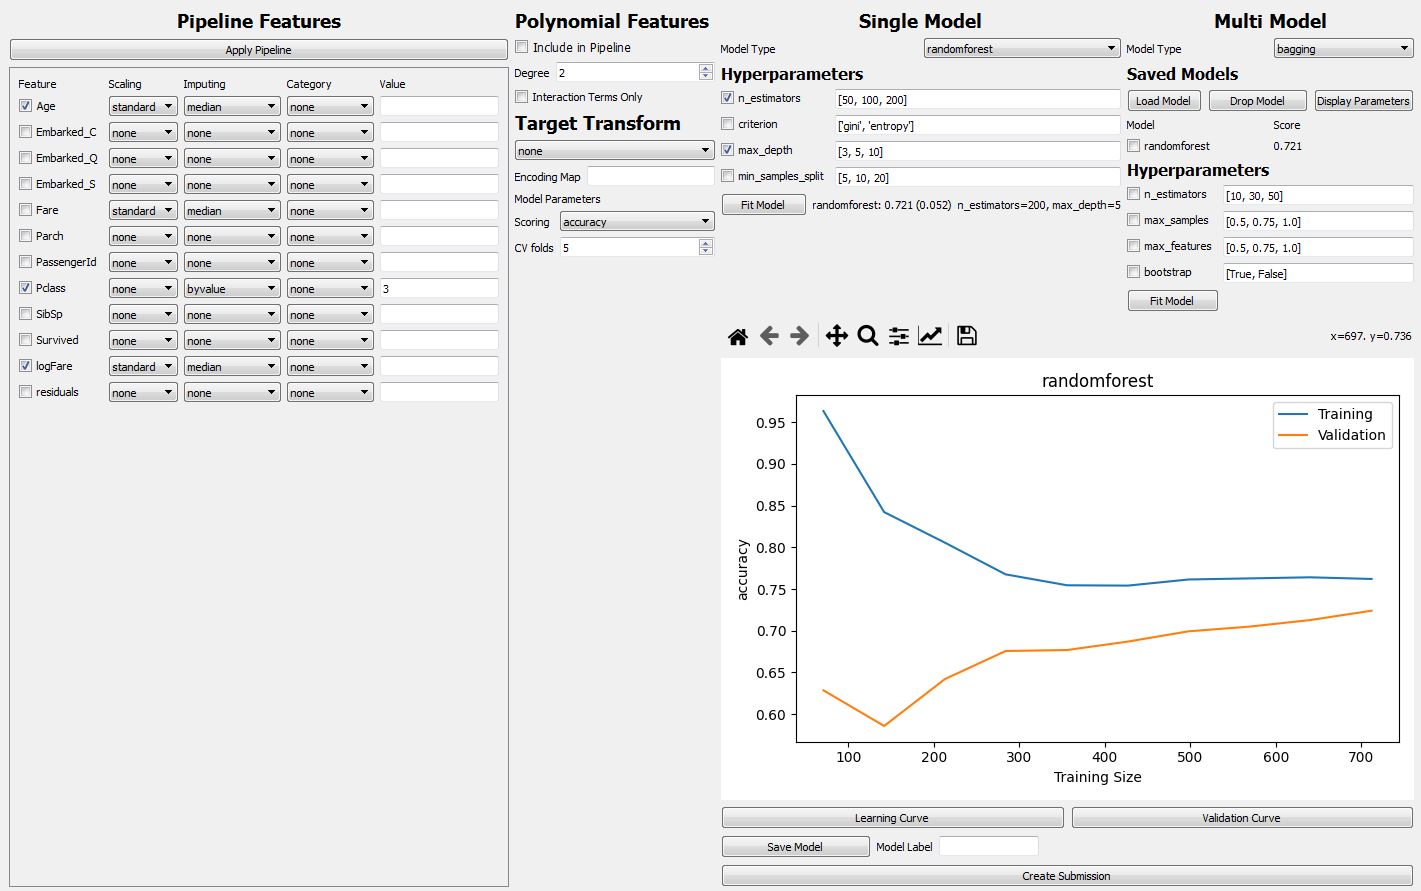 Pipeline Features
Apply Pipeline
Feature Scaling Imputing Category Value
Age standard median none
Embarked_C none none none
Embarked_Q none none none
Embarked_S none none none
Fare standard median none
Parch none none none
PassengerId none none none
Pclass none byvalue none 3
SibSp none none none
Survived none none none
logFare standard median none
residuals none none none
Polynomial Features
Include in Pipeline
Degree 2
Interaction Terms Only
Target Transform
none
Encoding Map
Model Parameters
Scoring accuracy
CV folds 5
Single Model
Model Type randomforest
Hyperparameters
n_estimators [50, 100, 200]
criterion ['gini', 'entropy']
max_depth [3, 5, 10]
min_samples_split [5, 10, 20]
Fit Model randomforest: 0.721 (0.052) n_estimators=200, max_depth=5
Multi Model
Model Type bagging
Saved Models
Load Model Drop Model Display Parameters
Model Score
randomforest 0.721
Hyperparameters
n_estimators [10, 30, 50]
max_samples [0.5, 0.75, 1.0]
max_features [0.5, 0.75, 1.0]
bootstrap [True, False]
Fit Model
x=697. y=0.736
randomforest
Training
Validation
0.95
0.90
0.85
0.80
0.75
0.70
0.65
0.60
accuracy
100 200 300 400 500 600 700
Training Size
Learning Curve Validation Curve
Save Model Model Label
Create Submission